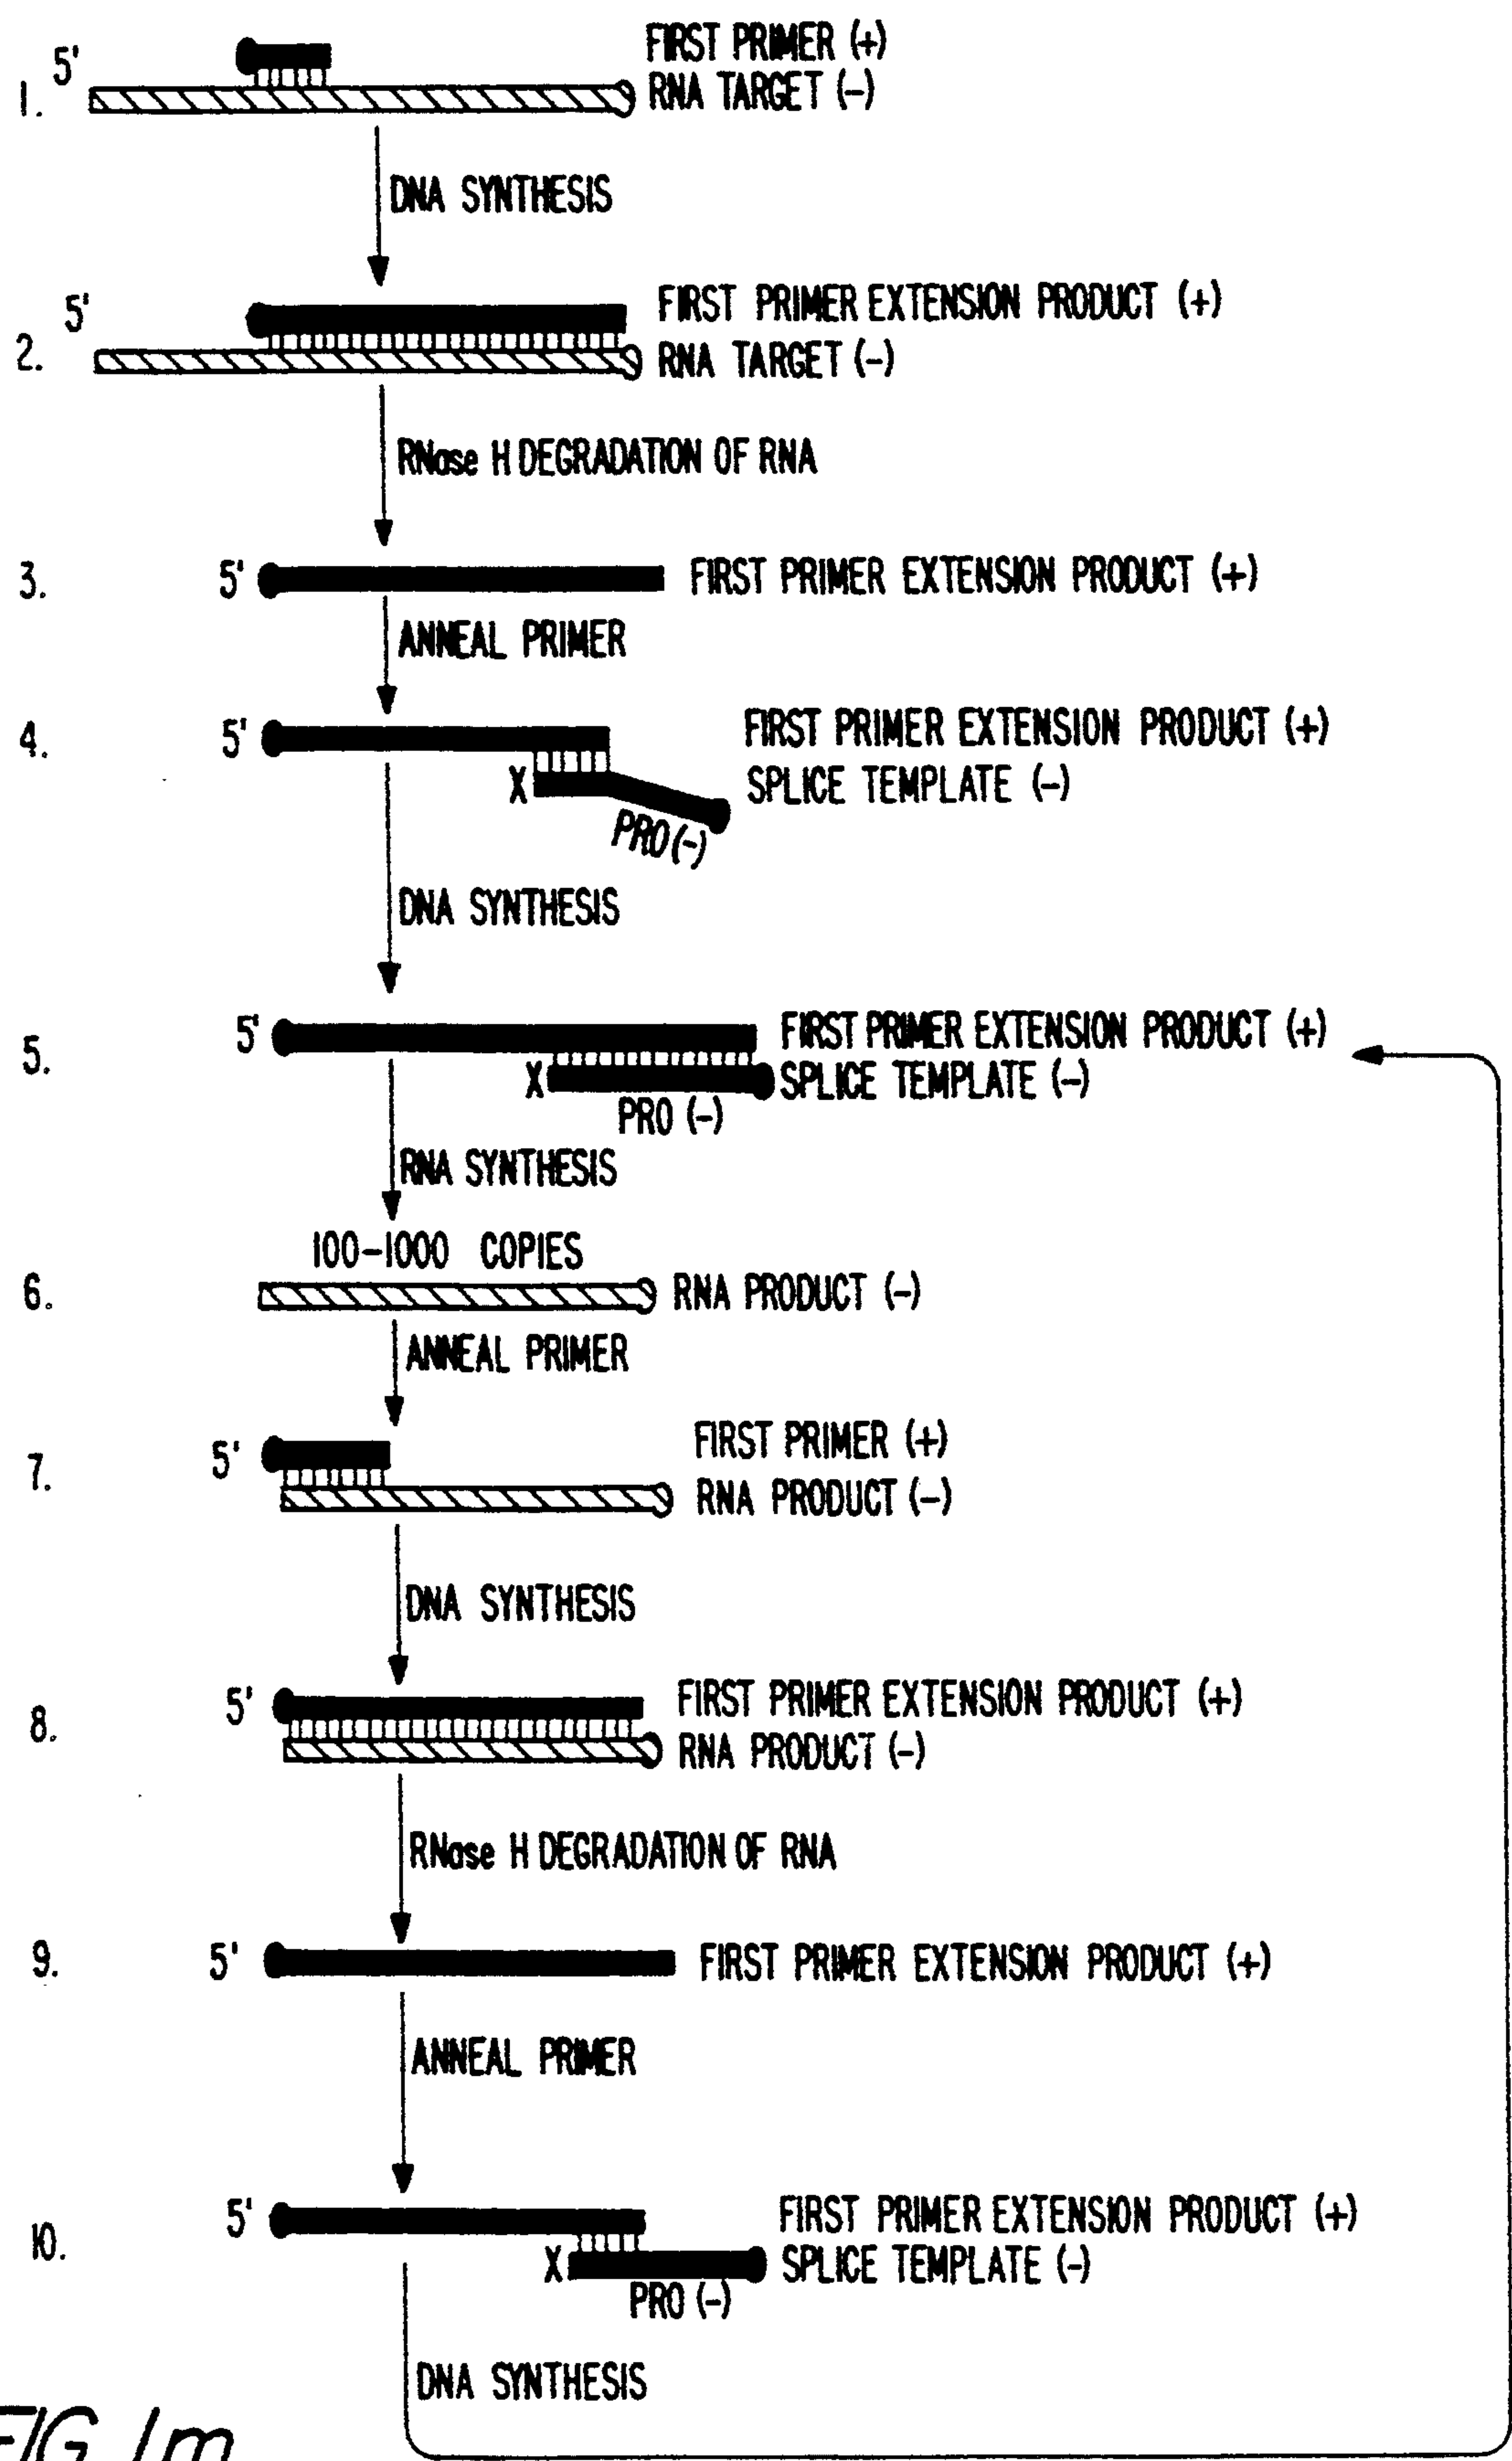 5'
FIRST PRIMER (+)
1.
RNA TARGET (-)
DNA SYNTHESIS
5'
FIRST PRIMER EXTENSION PRODUCT (+)
2.
RNA TARGET (-)
RNase H DEGRADATION OF RNA
3.
5'
FIRST PRIMER EXTENSION PRODUCT (+)
ANNEAL PRIMER
4.
5'
FIRST PRIMER EXTENSION PRODUCT (+)
X
SPLICE TEMPLATE (-)
PRO (-)
DNA SYNTHESIS
5.
5'
FIRST PRIMER EXTENSION PRODUCT (+)
X
SPLICE TEMPLATE (-)
PRO (-)
RNA SYNTHESIS
100-1000 COPIES
6.
RNA PRODUCT (-)
ANNEAL PRIMER
7.
5'
FIRST PRIMER (+)
RNA PRODUCT (-)
DNA SYNTHESIS
8.
5'
FIRST PRIMER EXTENSION PRODUCT (+)
RNA PRODUCT (-)
RNase H DEGRADATION OF RNA
9.
5'
FIRST PRIMER EXTENSION PRODUCT (+)
ANNEAL PRIMER
10.
5'
FIRST PRIMER EXTENSION PRODUCT (+)
X
SPLICE TEMPLATE (-)
PRO (-)
DNA SYNTHESIS
FIG. 1m